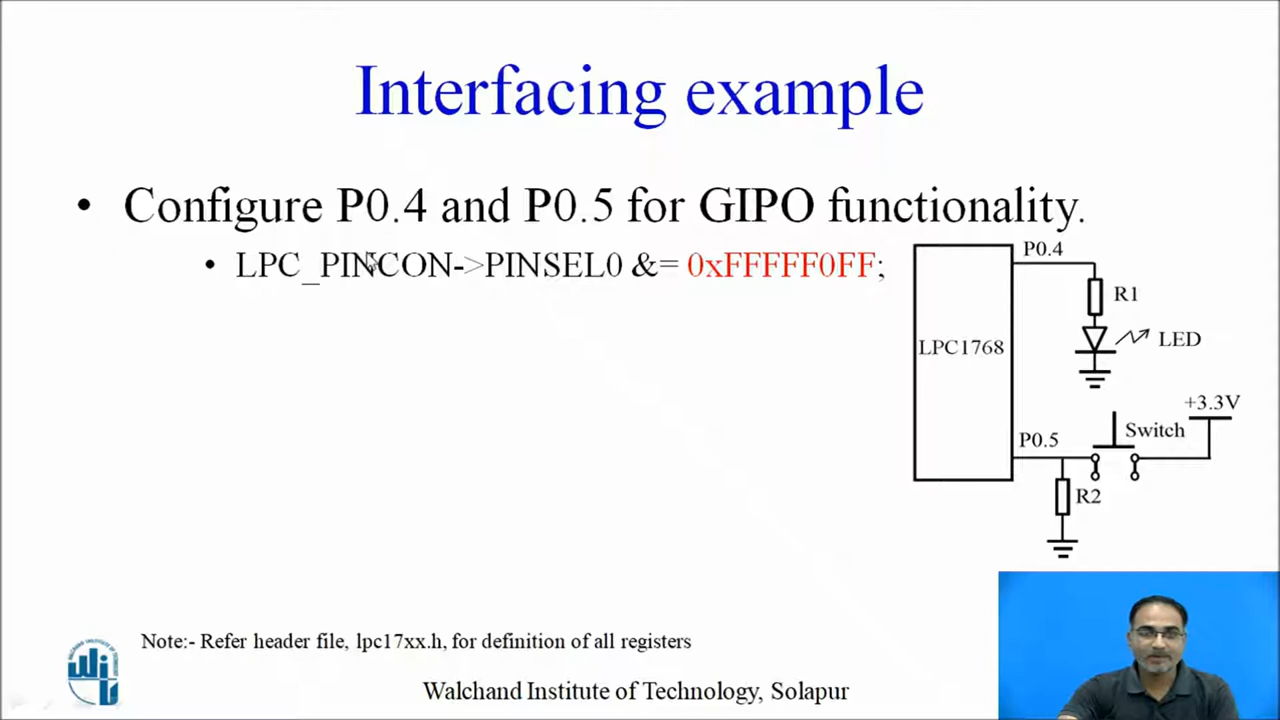 Interfacing example
• Configure P0.4 and P0.5 for GIPO functionality.
• LPC_PINCON->PINSEL0 &= 0xFFFFF0FF;
P0.4
R1
LED
LPC1768
+3.3V
Switch
P0.5
R2
Note:- Refer header file, lpc17xx.h, for definition of all registers
Walchand Institute of Technology, Solapur